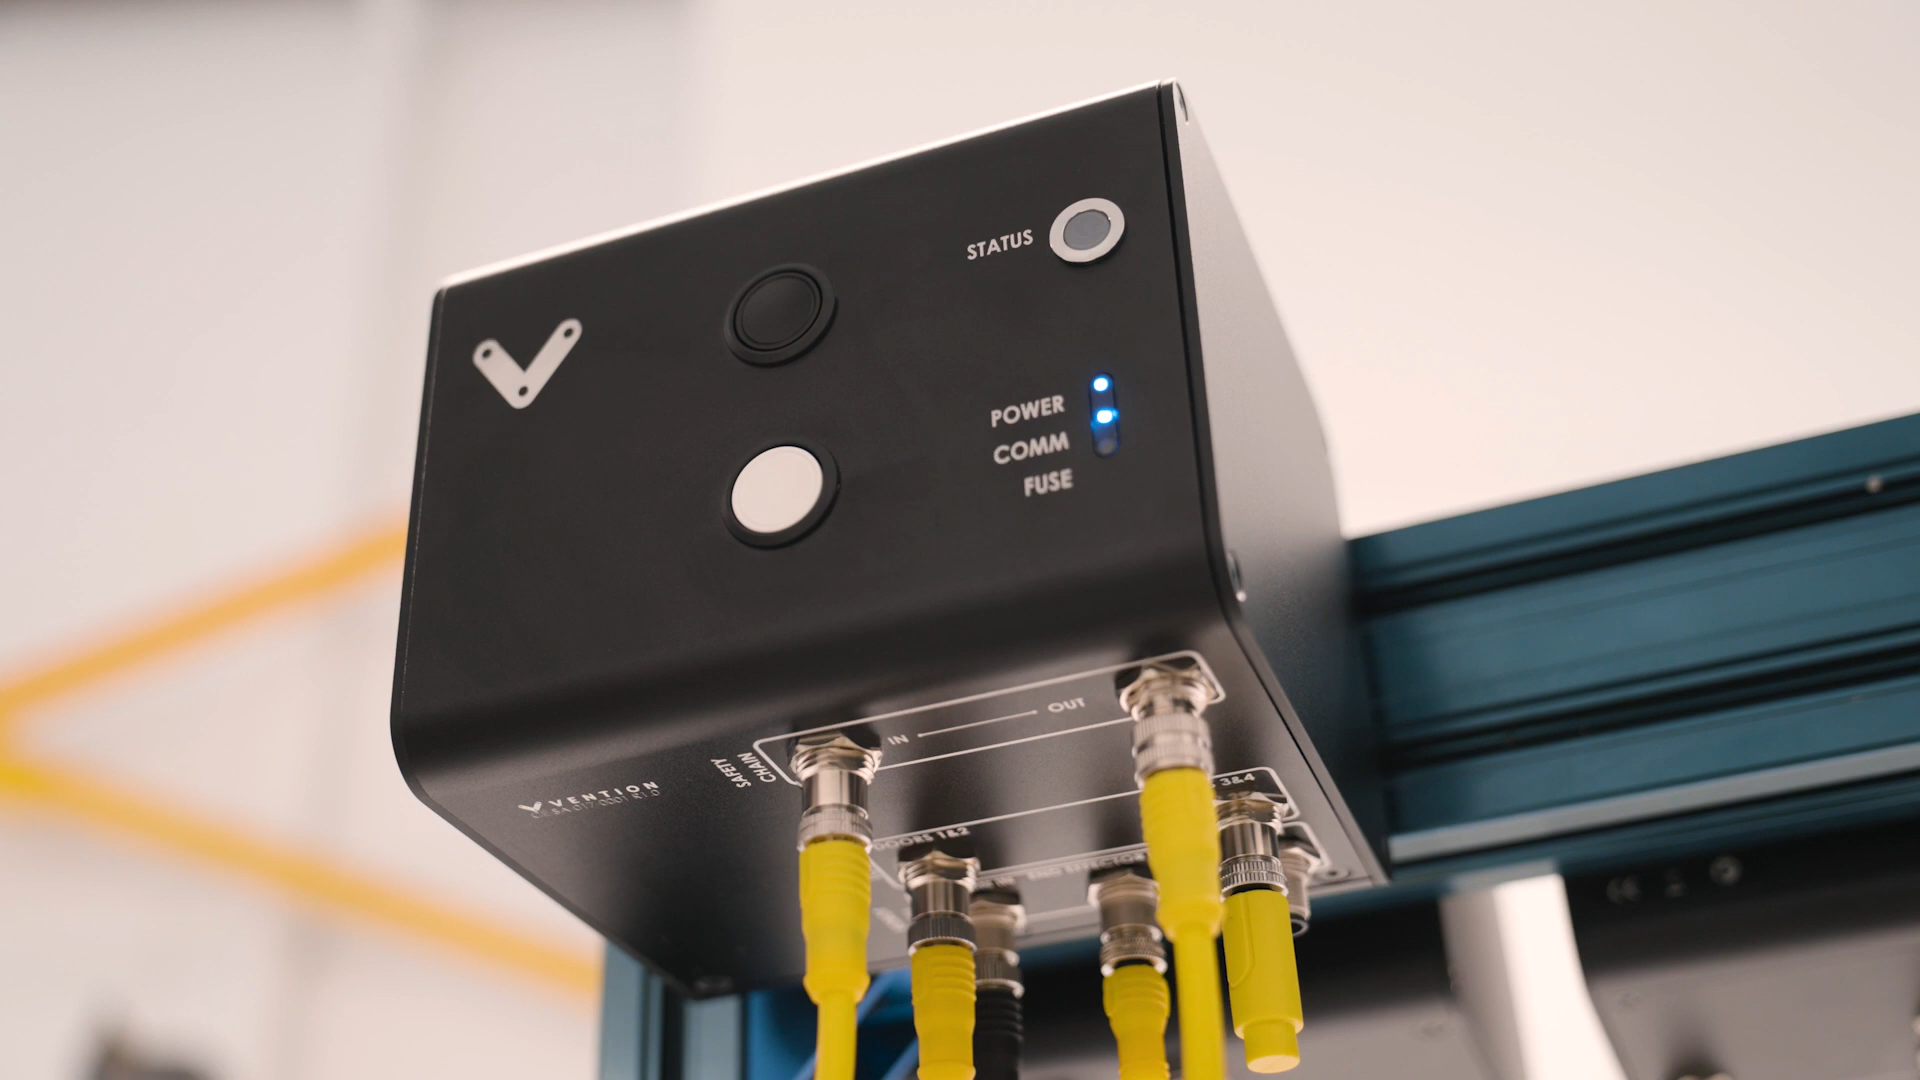 STATUS
POWER
COMM
FUSE
IN
OUT
SAFETY
CHAIN
VENTION
3&4
DOORS 1&2
END EFFECTOR